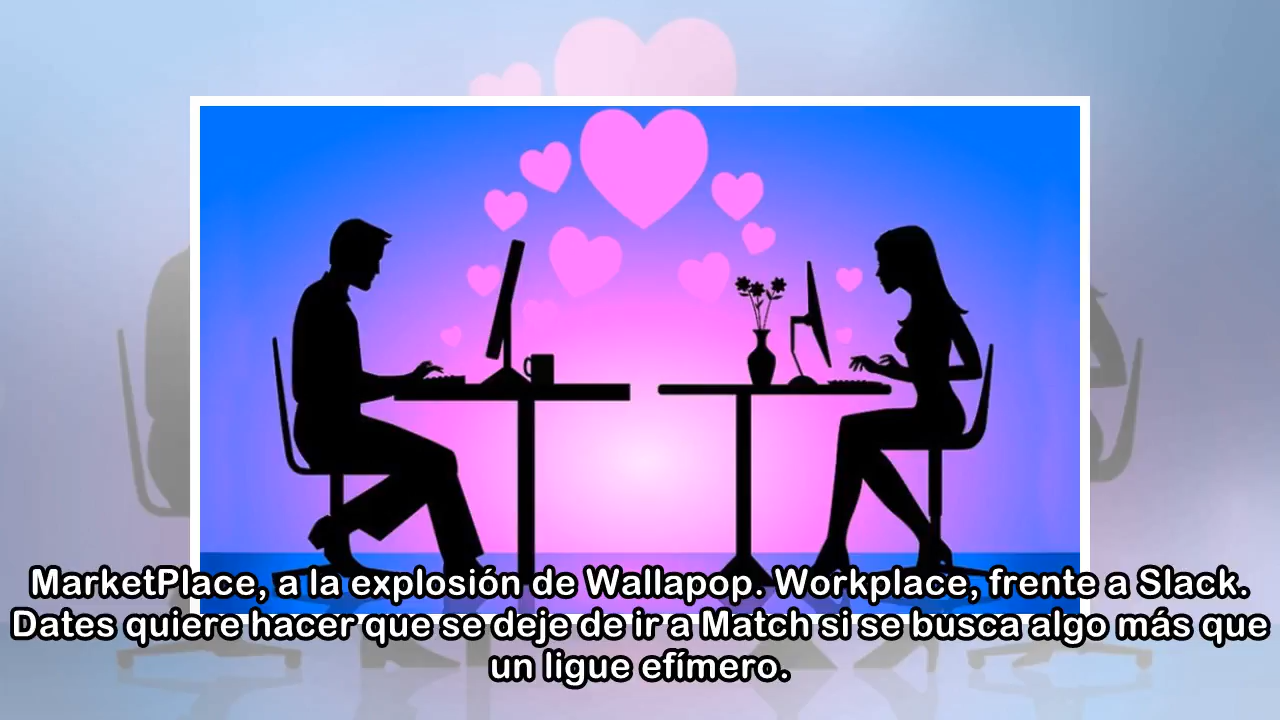 MarketPlace, a la explosión de Wallapop. Workplace, frente a Slack.
Dates quiere hacer que se deje de ir a Match si se busca algo más que
un ligue efímero.